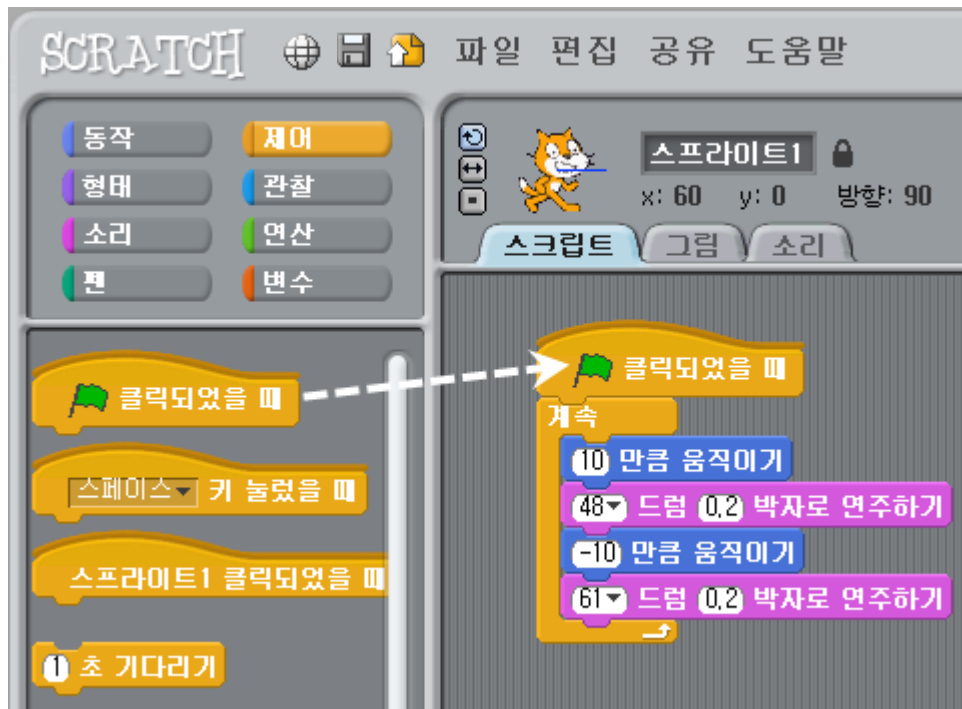 SCRATCH 파일 편집 공유 도움말
동작 제어
형태 관찰
소리 연산
펜 변수
스프라이트1
x: 60 y: 0 방향: 90
스크립트 그림 소리
클릭되었을 때
스페이스 키 눌렀을 때
스프라이트1 클릭되었을 때
1 초 기다리기
클릭되었을 때
계속
10 만큼 움직이기
48 드럼 0.2 박자로 연주하기
-10 만큼 움직이기
61 드럼 0.2 박자로 연주하기